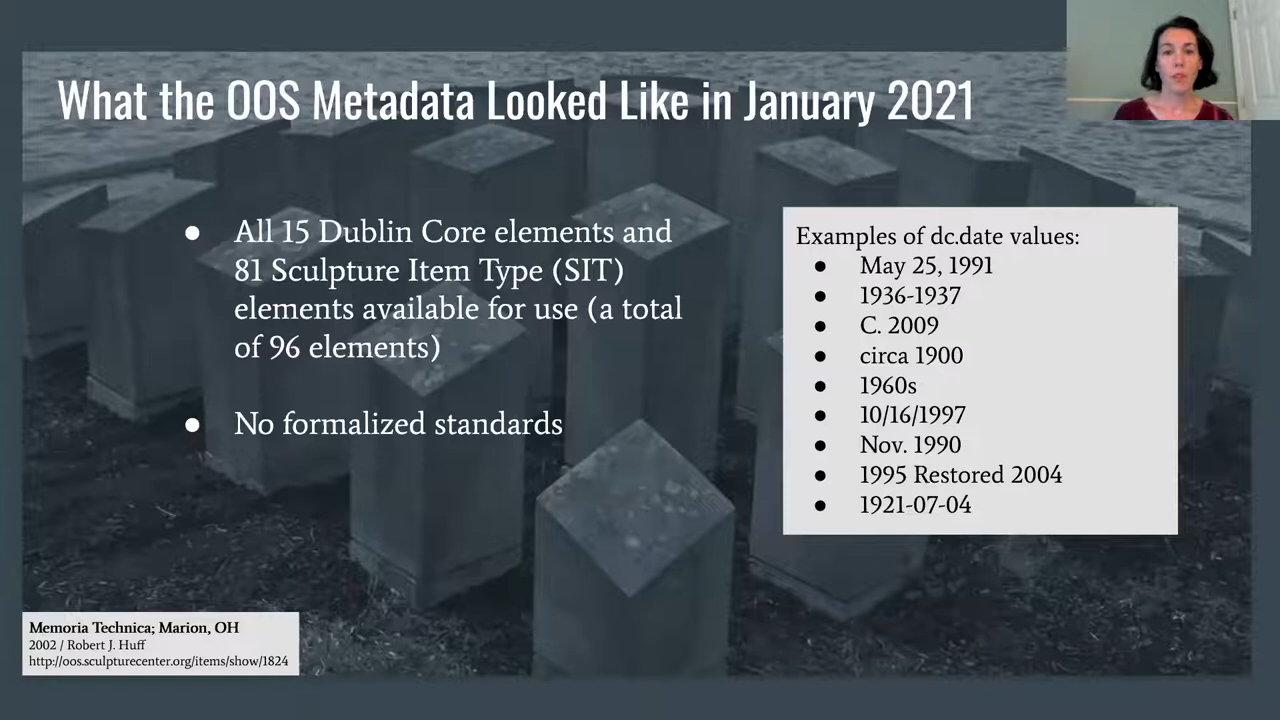 What the OOS Metadata Looked Like in January 2021
● All 15 Dublin Core elements and
81 Sculpture Item Type (SIT)
elements available for use (a total
of 96 elements)
● No formalized standards
Examples of dc.date values:
● May 25, 1991
● 1936-1937
● C. 2009
● circa 1900
● 1960s
● 10/16/1997
● Nov. 1990
● 1995 Restored 2004
● 1921-07-04
Memoria Technica; Marion, OH
2002 / Robert J. Huff
http://oos.sculpturecenter.org/items/show/1824